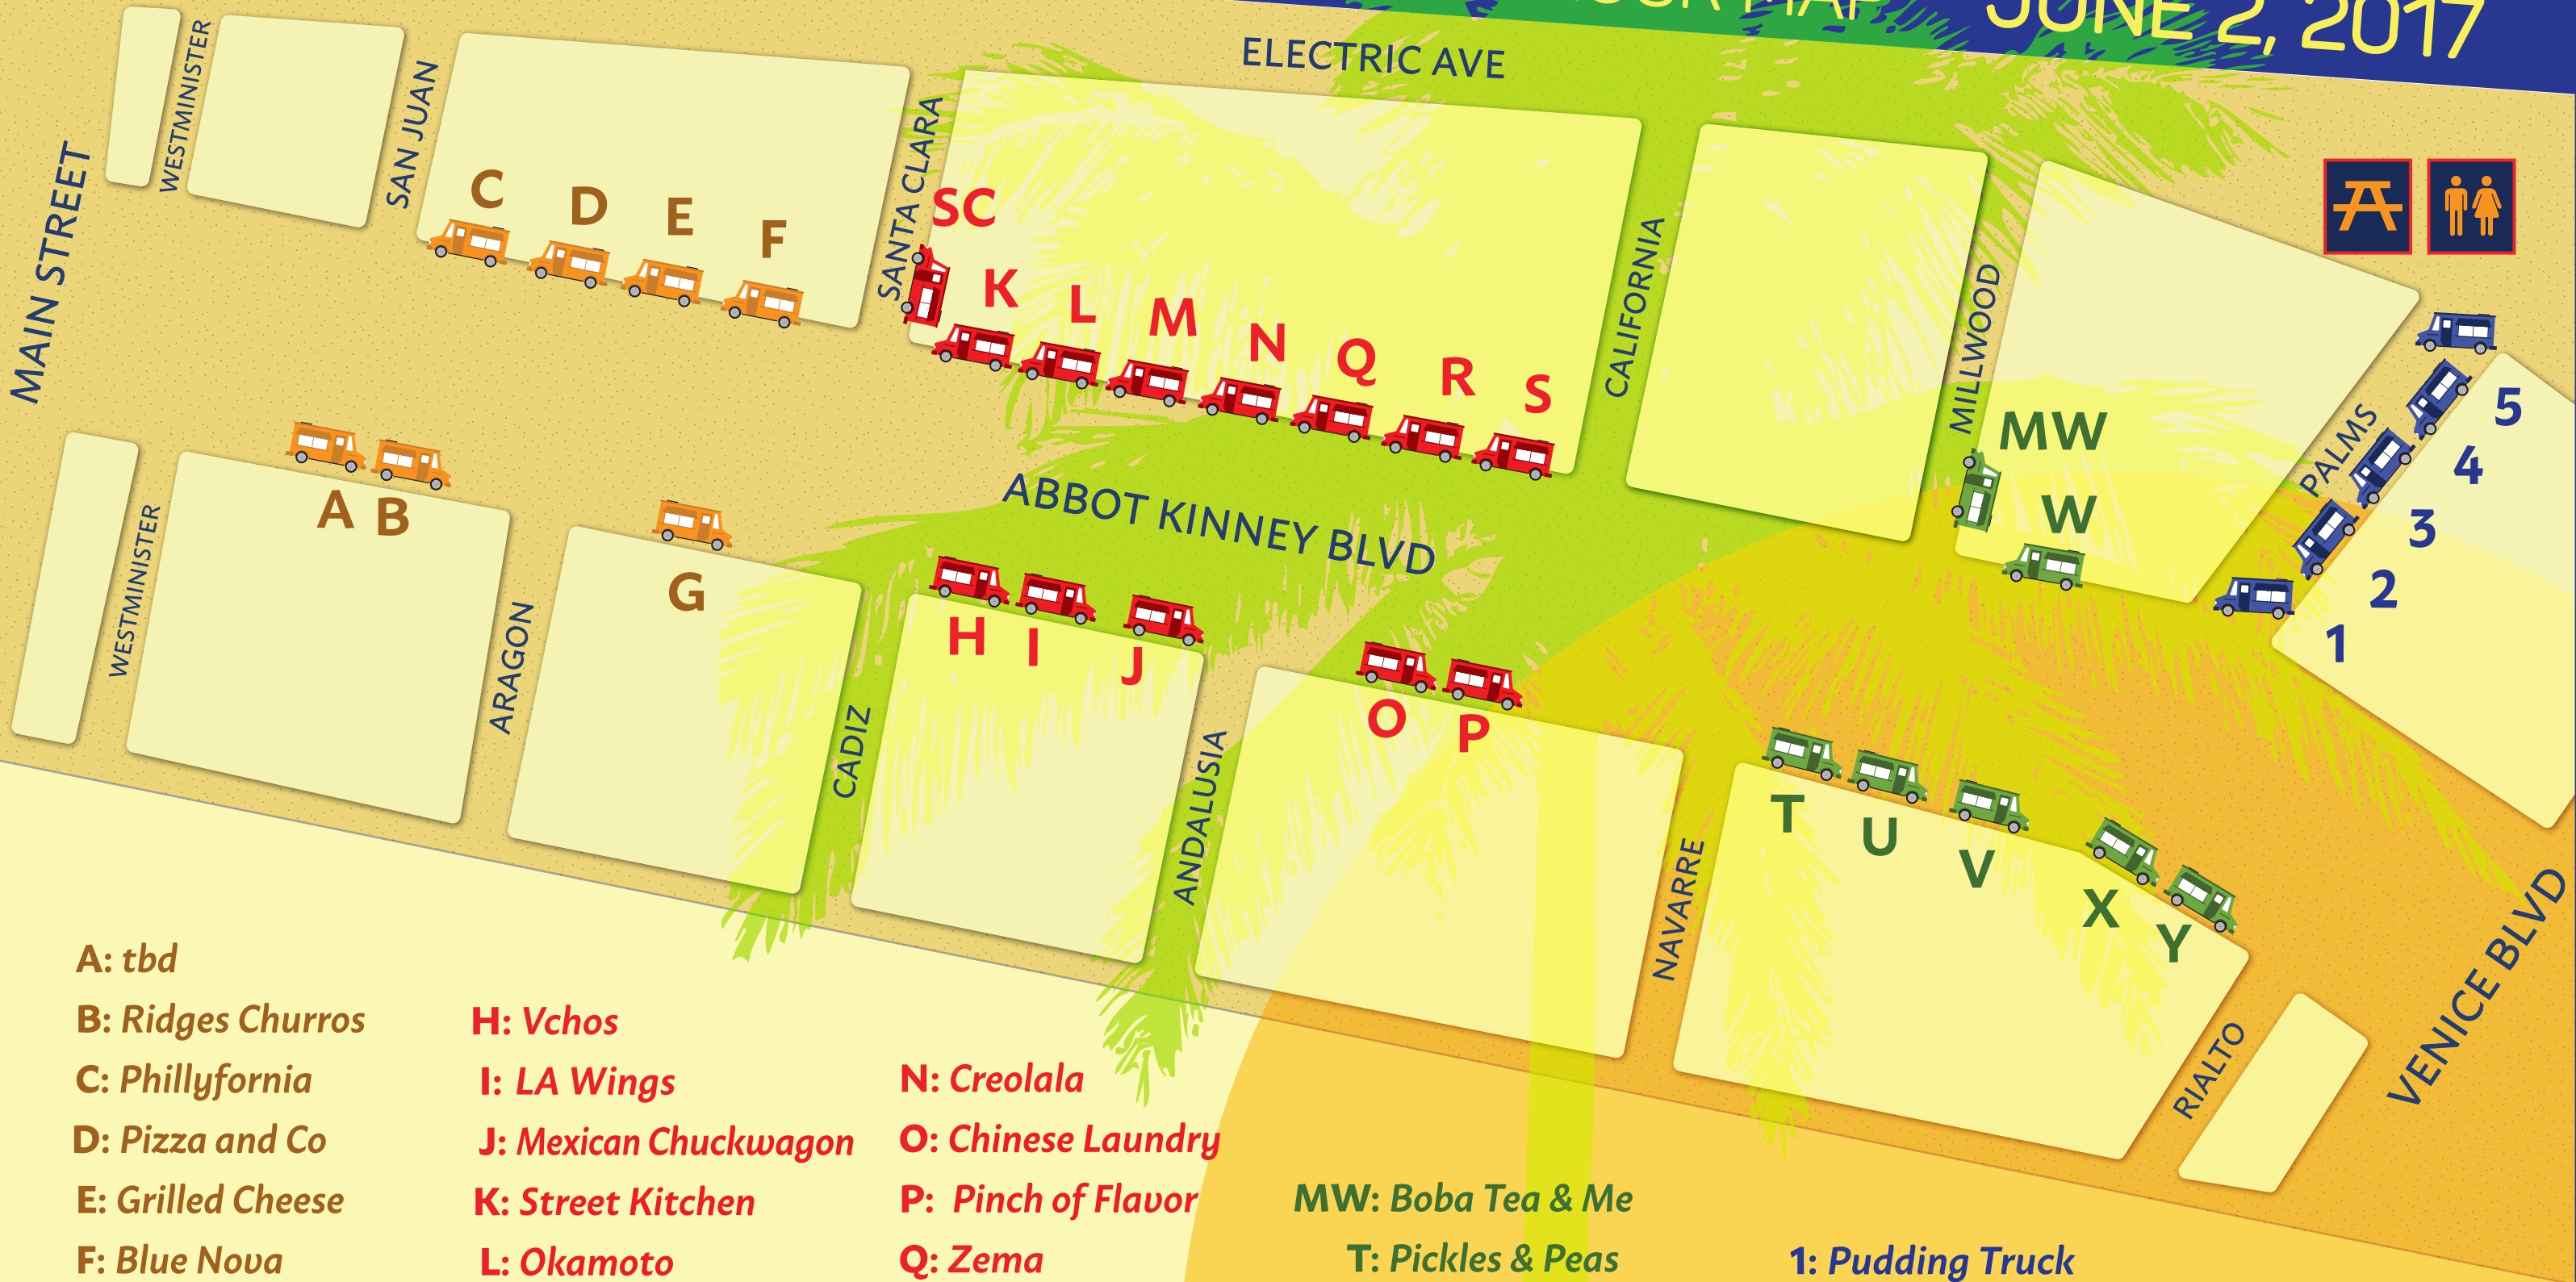 MAP
JUNE 2, 2017
ELECTRIC AVE
WESTMINISTER
SAN JUAN
SANTA CLARA
MAIN STREET
C
D
E
F
SC
K
L
M
N
Q
R
S
CALIFORNIA
MILLWOOD
MW
W
PALMS
5
4
3
2
1
ABBOT KINNEY BLVD
A
B
G
H
I
J
O
P
WESTMINISTER
ARAGON
CADIZ
ANDALUSIA
NAVARRE
T
U
V
X
Y
RIALTO
VENICE BLVD
A: tbd
B: Ridges Churros
C: Phillyfornia
D: Pizza and Co
E: Grilled Cheese
F: Blue Nova
H: Vchos
I: LA Wings
J: Mexican Chuckwagon
K: Street Kitchen
L: Okamoto
N: Creolala
O: Chinese Laundry
P: Pinch of Flavor
Q: Zema
MW: Boba Tea & Me
T: Pickles & Peas
1: Pudding Truck